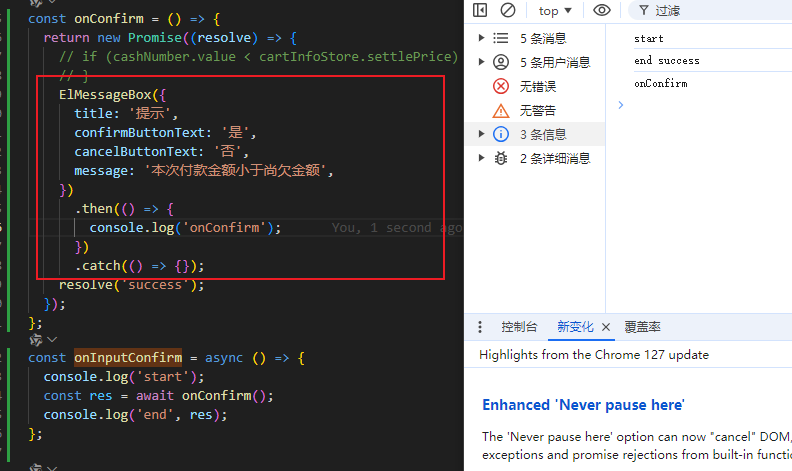 const onConfirm = () => {
return new Promise((resolve) => {
// if (cashNumber.value < cartInfoStore.settlePrice)
// }
ElMessageBox({
title: '提示',
confirmButtonText: '是',
cancelButtonText: '否',
message: '本次付款金额小于尚欠金额',
})
.then(() => {
console.log('onConfirm'); You, 1 second ago
})
.catch(() => {});
resolve('success');
});
};
const onInputConfirm = async () => {
console.log('start');
const res = await onConfirm();
console.log('end', res);
};
top
过滤
5 条消息
5 条用户消息
无错误
无警告
3 条信息
2 条详细消息
start
end success
onConfirm
控制台 新变化 覆盖率
Highlights from the Chrome 127 update
Enhanced 'Never pause here'
The 'Never pause here' option can now "cancel" DOM,
exceptions and promise rejections from built-in functi